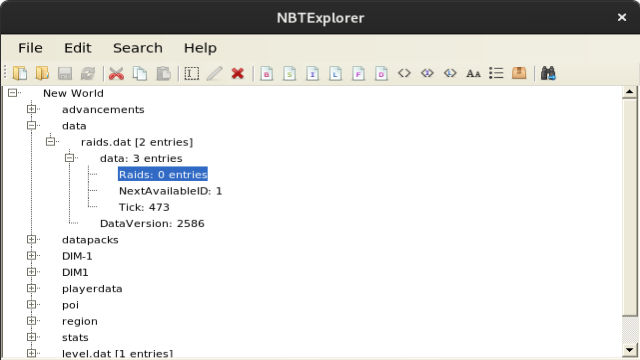 NBTExplorer ×
File Edit Search Help
B S I L F D <> <> <> AA
New World
advancements
data
raids.dat [2 entries]
data: 3 entries
Raids: 0 entries
NextAvailableID: 1
Tick: 473
DataVersion: 2586
datapacks
DIM-1
DIM1
playerdata
poi
region
stats
level.dat [1 entries]